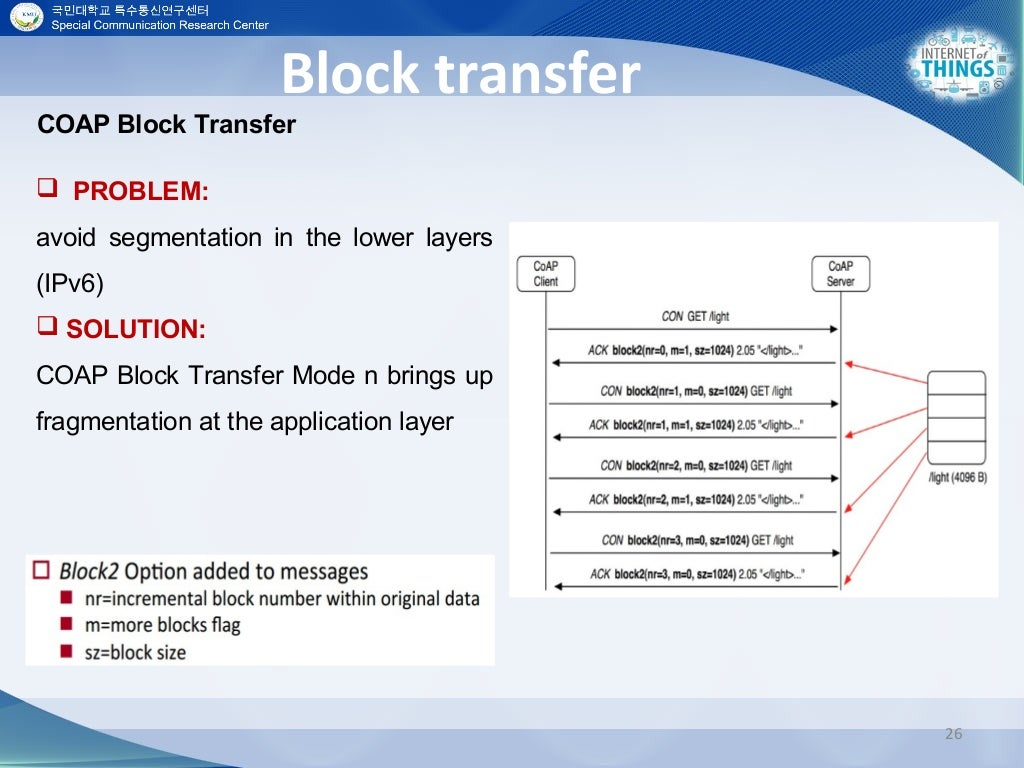 국민대학교 특수통신연구센터
Special Communication Research Center
INTERNET of
THINGS
Block transfer
COAP Block Transfer
PROBLEM:
avoid segmentation in the lower layers
(IPv6)
SOLUTION:
COAP Block Transfer Mode n brings up
fragmentation at the application layer
Block2 Option added to messages
nr=incremental block number within original data
m=more blocks flag
sz=block size
CoAP
Client
CoAP
Server
CON GET /light
ACK block2(nr=0, m=1, sz=1024) 2.05 "</light>..."
CON block2(nr=1, m=0, sz=1024) GET /light
ACK block2(nr=1, m=1, sz=1024) 2.05 "</light>..."
CON block2(nr=2, m=0, sz=1024) GET /light
ACK block2(nr=2, m=1, sz=1024) 2.05 "</light>..."
CON block2(nr=3, m=0, sz=1024) GET /light
ACK block2(nr=3, m=0, sz=1024) 2.05 "</light>..."
/light (4096 B)
26